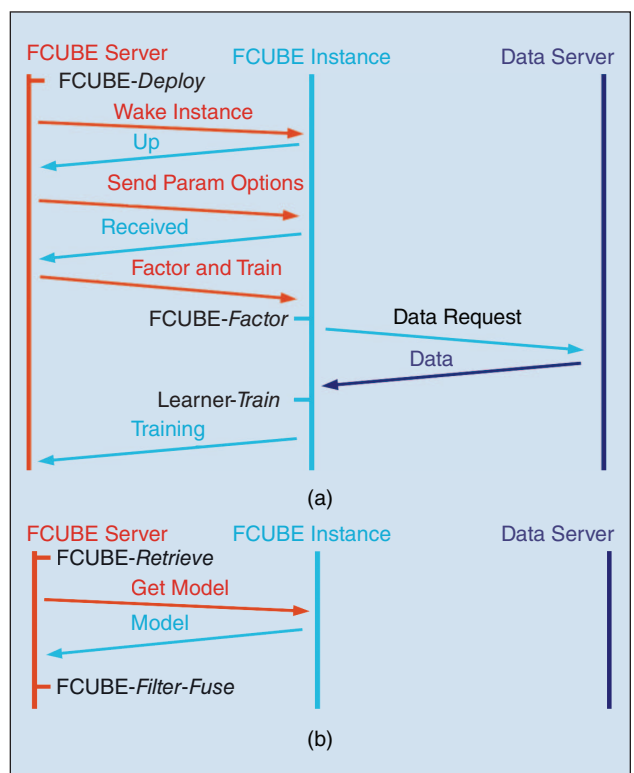 FCUBE Server FCUBE Instance Data Server
FCUBE-Deploy
Wake Instance
Up
Send Param Options
Received
Factor and Train
FCUBE-Factor
Data Request
Data
Learner-Train
Training
(a)
FCUBE Server FCUBE Instance Data Server
FCUBE-Retrieve
Get Model
Model
FCUBE-Filter-Fuse
(b)